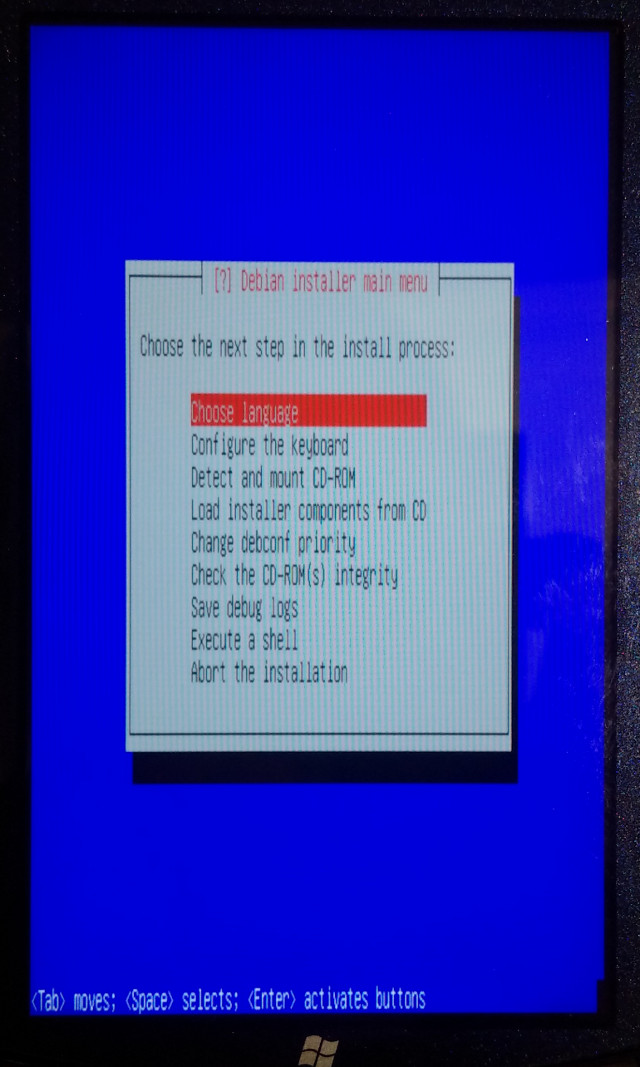 [?] Debian installer main menu
Choose the next step in the install process:
Choose language
Configure the keyboard
Detect and mount CD-ROM
Load installer components from CD
Change debconf priority
Check the CD-ROM(s) integrity
Save debug logs
Execute a shell
Abort the installation
<Tab> moves; <Space> selects; <Enter> activates buttons